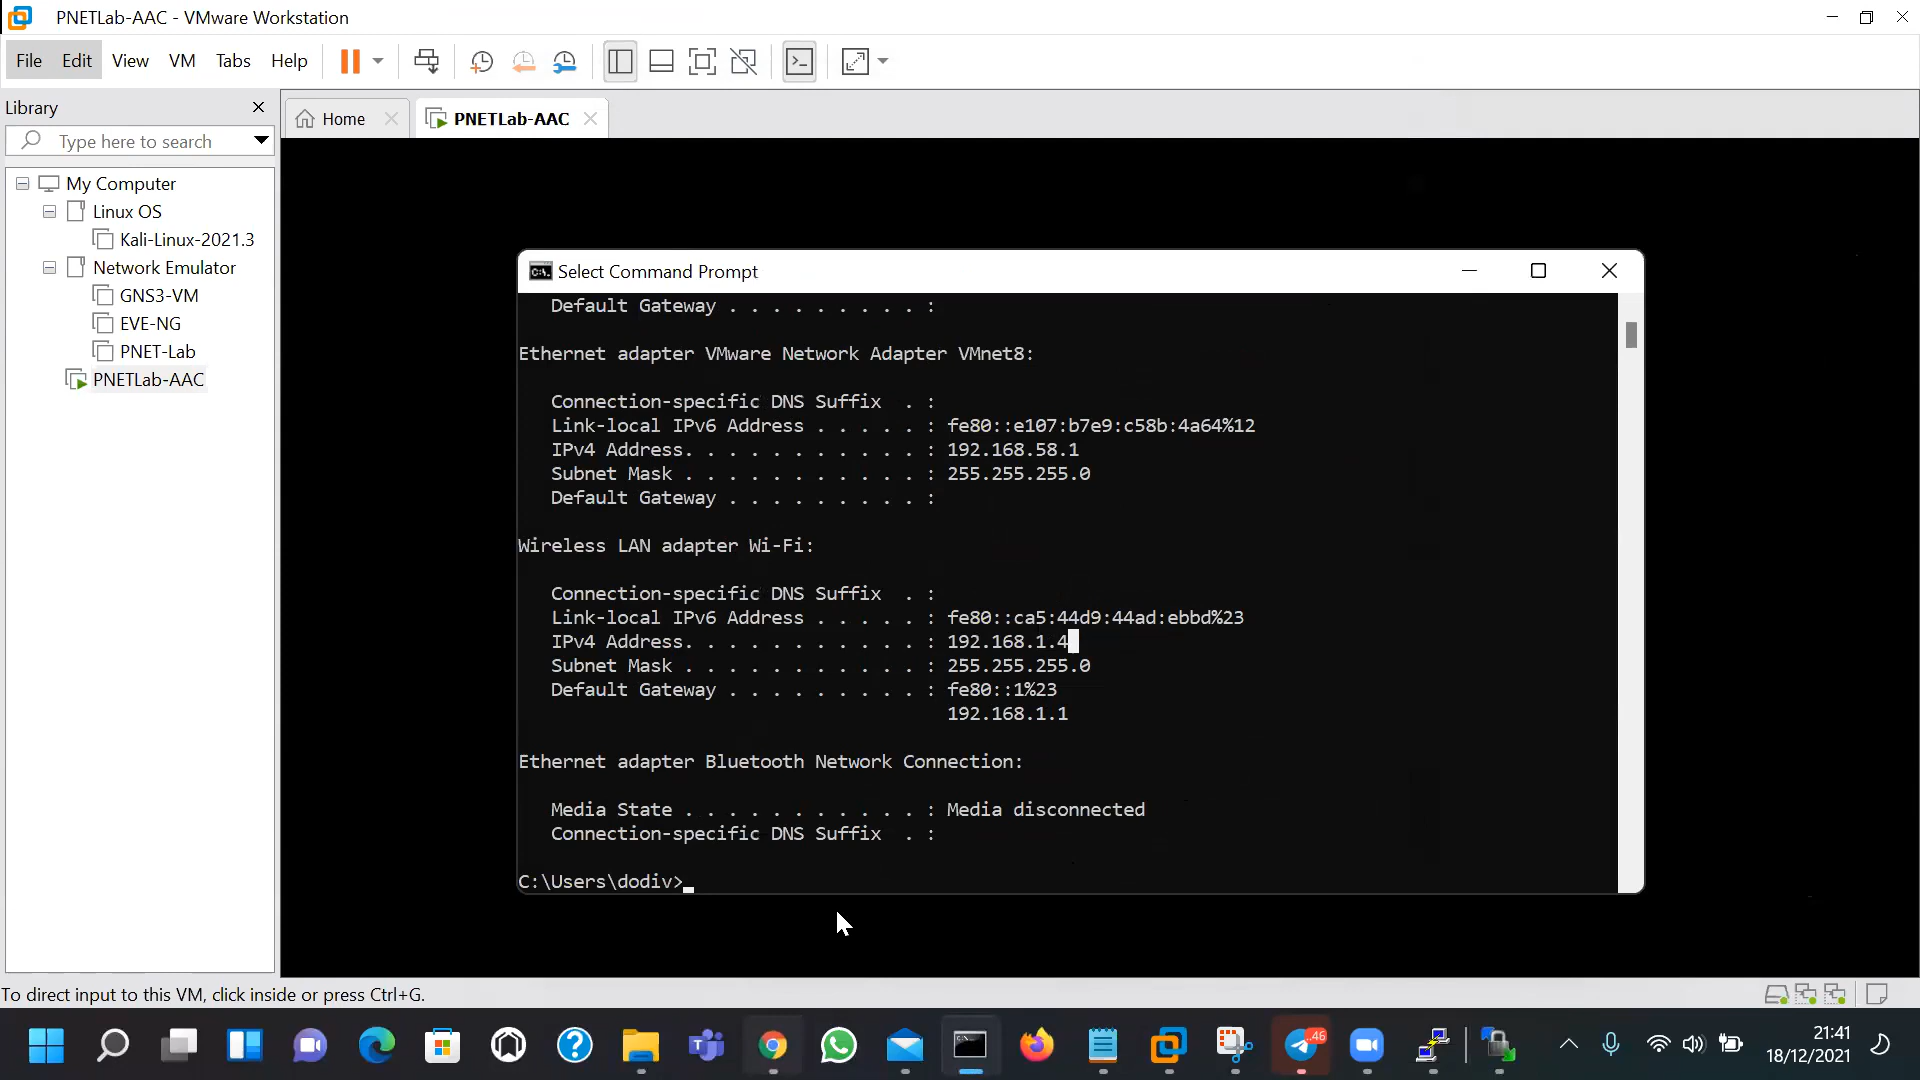 PNETLab-AAC - VMware Workstation
File Edit View VM Tabs Help
Library
Type here to search
My Computer
Linux OS
Kali-Linux-2021.3
Network Emulator
GNS3-VM
EVE-NG
PNET-Lab
PNETLab-AAC
Home
PNETLab-AAC
Select Command Prompt
Default Gateway . . . . . . . . . :
Ethernet adapter VMware Network Adapter VMnet8:
Connection-specific DNS Suffix  . :
Link-local IPv6 Address . . . . . : fe80::e107:b7e9:c58b:4a64%12
IPv4 Address. . . . . . . . . . . : 192.168.58.1
Subnet Mask . . . . . . . . . . . : 255.255.255.0
Default Gateway . . . . . . . . . :
Wireless LAN adapter Wi-Fi:
Connection-specific DNS Suffix  . :
Link-local IPv6 Address . . . . . : fe80::ca5:44d9:44ad:ebbd%23
IPv4 Address. . . . . . . . . . . : 192.168.1.4
Subnet Mask . . . . . . . . . . . : 255.255.255.0
Default Gateway . . . . . . . . . : fe80::1%23
192.168.1.1
Ethernet adapter Bluetooth Network Connection:
Media State . . . . . . . . . . . : Media disconnected
Connection-specific DNS Suffix  . :
C:\Users\dodiv>
To direct input to this VM, click inside or press Ctrl+G.
46
21:41
18/12/2021